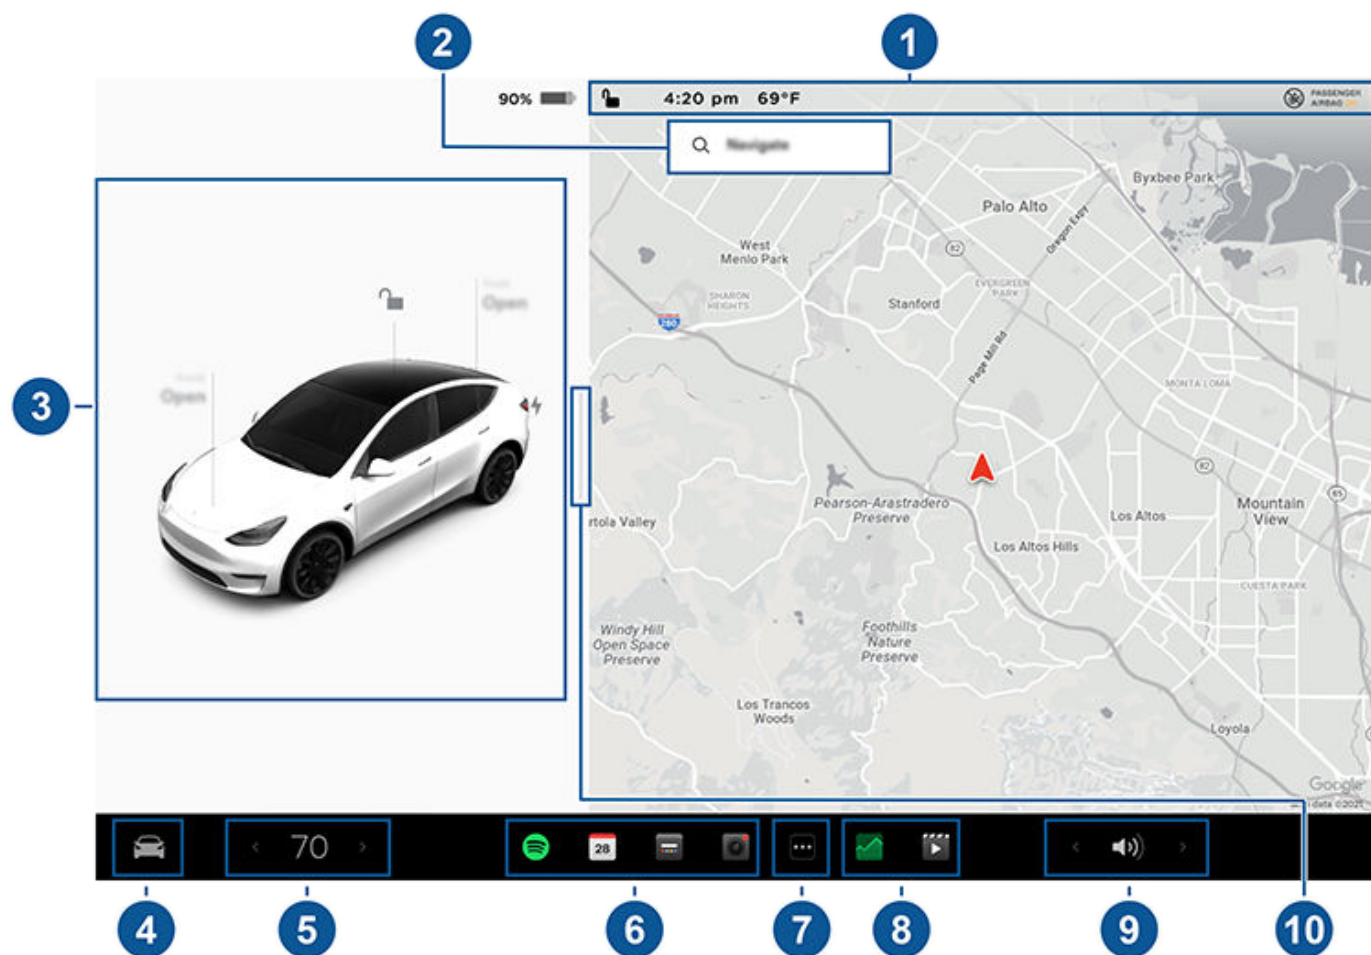 2
1
90%
4:20 pm 69°F
PASSENGER
AIRBAG
Byxbee Park
Palo Alto
Oregon Expy
82
West
Menlo Park
EVERGREEN
PARK
SHARON
HEIGHTS
Stanford
280
Page Mill Rd
3
MONTA LOMA
82
85
Pearson-Arastradero
Preserve
Los Altos
Mountain
View
rtola Valley
Los Altos Hills
CUESTA PARK
Windy Hill
Open Space
Preserve
Foothills
Nature
Preserve
Los Trancos
Woods
Loyola
Google
data ©2021
70
28
4
5
6
7
8
9
10